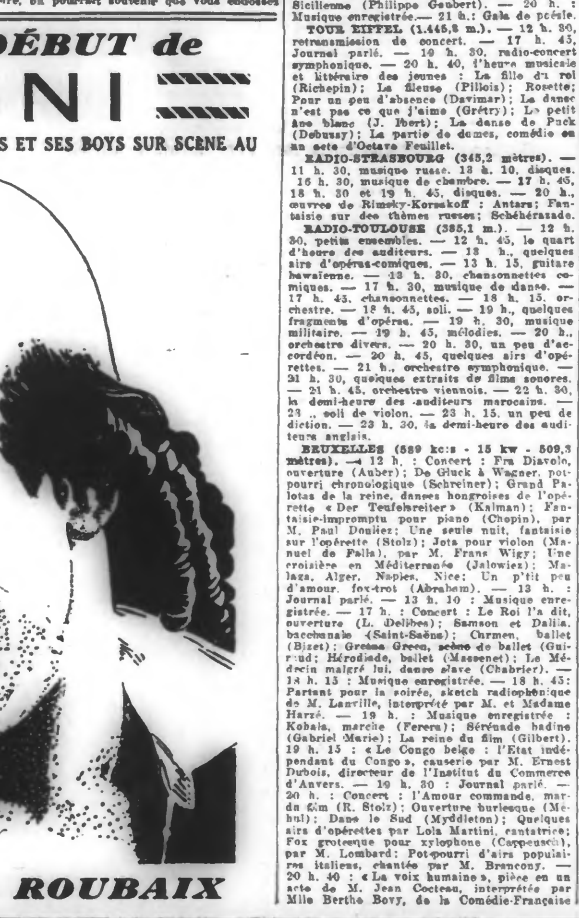 DÉBUT de
NI
S ET SES BOYS SUR SCÈNE AU
ROUBAIX
Sicilienne (Philippe Gaubert). — 20 h. :
Musique enregistrée. — 21 h.: Gala de poésie.
TOUR EIFFEL (1.445,8 m.). — 12 h. 30,
retransmission de concert. — 17 h. 45,
Journal parlé. — 19 h. 30, radio-concert
symphonique. — 20 h. 40, l'heure musicale
et littéraire des jeunes : La fille du roi
(Richepin); La fileuse (Pillois); Rosette;
Pour un peu d'absence (Davimar); La danse
n'est pas ce que j'aime (Grétry); Le petit
âne blanc (J. Ibert); La danse de Puck
(Debussy); La partie de dames, comédie en
un acte d'Octave Feuillet.
RADIO-STRASBOURG (345,2 mètres). —
11 h. 30, musique russe. 13 h. 10, disques.
16 h. 30, musique de chambre. — 17 h. 45,
18 h. 30 et 19 h. 45, disques. — 20 h.,
œuvres de Rimsky-Korsakoff : Antars; Fan-
taisie sur des thèmes russes; Schéhérazade.
RADIO-TOULOUSE (385,1 m.). — 12 h.
30, petits ensembles. — 12 h. 45, le quart
d'heure des auditeurs. — 13 h., quelques
airs d'opéras-comiques. — 13 h. 15, guitare
hawaïenne. — 13 h. 30, chansonnettes co-
miques. — 17 h. 30, musique de danse. —
17 h. 45, chansonnettes. — 18 h. 15, or-
chestre. — 18 h. 45, soli. — 19 h., quelques
fragments d'opéras. — 19 h. 30, musique
militaire. — 19 h. 45, mélodies. — 20 h.,
orchestre divers. — 20 h. 30, un peu d'ac-
cordéon. — 20 h. 45, quelques airs d'opé-
rettes. — 21 h., orchestre symphonique. —
21 h. 30, quelques extraits de films sonores.
— 21 h. 45, orchestre viennois. — 22 h. 30,
la demi-heure des auditeurs marocains. —
23 ., soli de violon. — 23 h. 15, un peu de
diction. — 23 h. 30, la demi-heure des audi-
teurs anglais.
BRUXELLES (589 kc:s - 15 kw - 509,3
mètres). — 12 h. : Concert : Fra Diavolo,
ouverture (Auber); De Gluck à Wagner, pot-
pourri chronologique (Schreiner); Grand Pa-
lotas de la reine, danses hongroises de l'opé-
rette « Der Teufelsreiter » (Kalman); Fan-
taisie-impromptu pour piano (Chopin), par
M. Paul Douliez; Une seule nuit, fantaisie
sur l'opérette (Stolz); Jota pour violon (Ma-
nuel de Falla), par M. Frans Wigy; Une
croisière en Méditerranée (Jalowiez); Ma-
laga, Alger, Naples, Nice; Un p'tit peu
d'amour, fox-trot (Abraham). — 13 h. :
Journal parlé. — 13 h. 10 : Musique enre-
gistrée. — 17 h. : Concert : Le Roi l'a dit,
ouverture (L. Delibes); Samson et Dalila,
bacchanale (Saint-Saëns); Carmen, ballet
(Bizet); Gretna Green, scène de ballet (Gui-
raud; Hérodiade, ballet (Massenet); Le Mé-
decin malgré lui, danse slave (Chabrier). —
18 h. 15 : Musique enregistrée. — 18 h. 45:
Partant pour la soirée, sketch radiophonique
de M. Lanville, interprété par M. et Madame
Harzé. — 19 h. : Musique enregistrée :
Kobala, marche (Ferera); Sérénade badine
(Gabriel Marie); La reine du film (Gilbert).
19 h. 15 : « Le Congo belge : l'Etat indé-
pendant du Congo », causerie par M. Ernest
Dubois, directeur de l'Institut du Commerce
d'Anvers. — 19 h. 30 : Journal parlé. —
20 h. : Concert : l'Amour commande, mar-
du film (R. Stolz); Ouverture burlesque (Mé-
hul); Dans le Sud (Myddleton); Quelques
airs d'opérettes par Lola Martini, cantatrice;
Fox grotesque pour xylophone (Cappeusch),
par M. Lombard; Pot-pourri d'airs populai-
res italiens, chantée par M. Brancony. —
20 h. 40 : « La voix humaine », pièce en un
acte de M. Jean Cocteau, interprétée par
Mlle Berthe Bovy, de la Comédie-Française